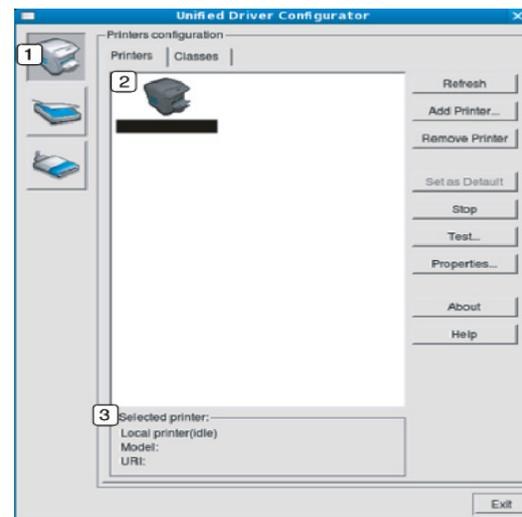 Unified Driver Configurator
Printers configuration
1
Printers Classes
2
Refresh
Add Printer...
Remove Printer
Set as Default
Stop
Test...
Properties...
About
Help
3
Selected printer:
Local printer(idle)
Model:
URI:
Exit